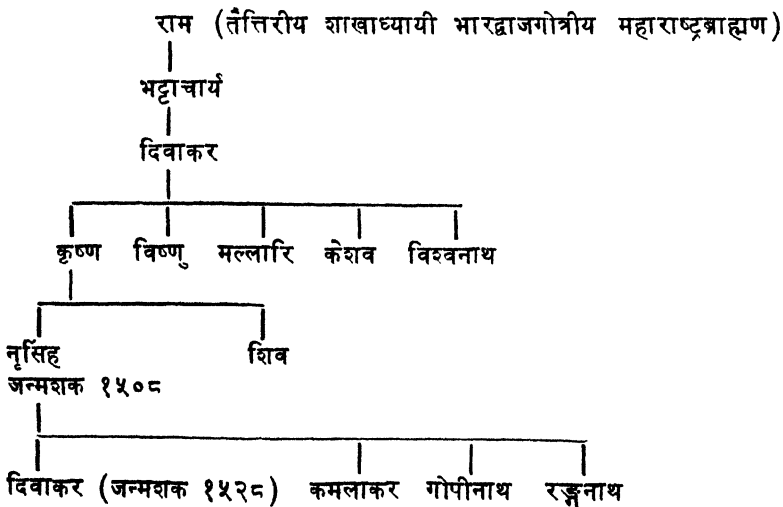 राम (तैत्तिरीय शाखाध्यायी भारद्वाजगोत्रीय महाराष्ट्रब्राह्मण)
भट्टाचार्य
दिवाकर
कृष्ण विष्णु मल्लारि केशव विश्वनाथ
नृसिंह शिव
जन्मशक १५०८
दिवाकर (जन्मशक १५२८) कमलाकर गोपीनाथ रङ्गनाथ